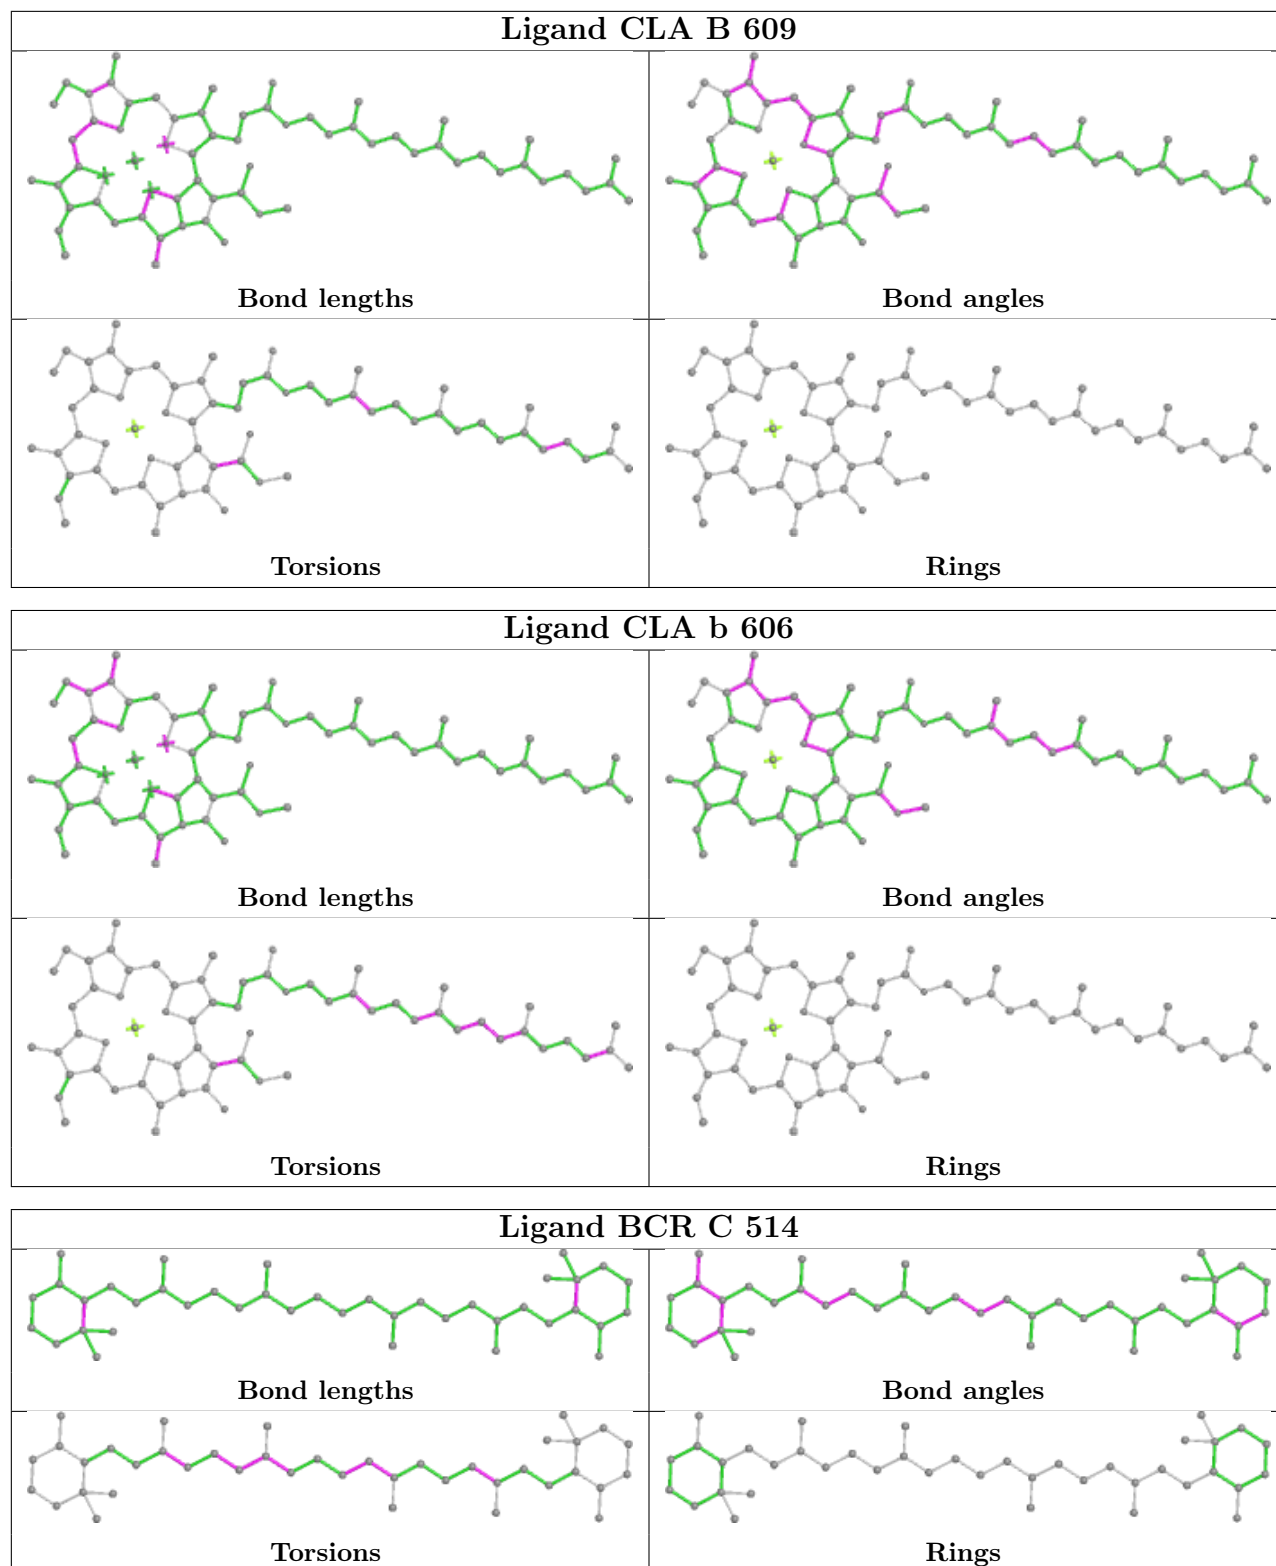 Ligand CLA B 609
Bond lengths
Bond angles
Torsions
Rings
Ligand CLA b 606
Bond lengths
Bond angles
Torsions
Rings
Ligand BCR C 514
Bond lengths
Bond angles
Torsions
Rings